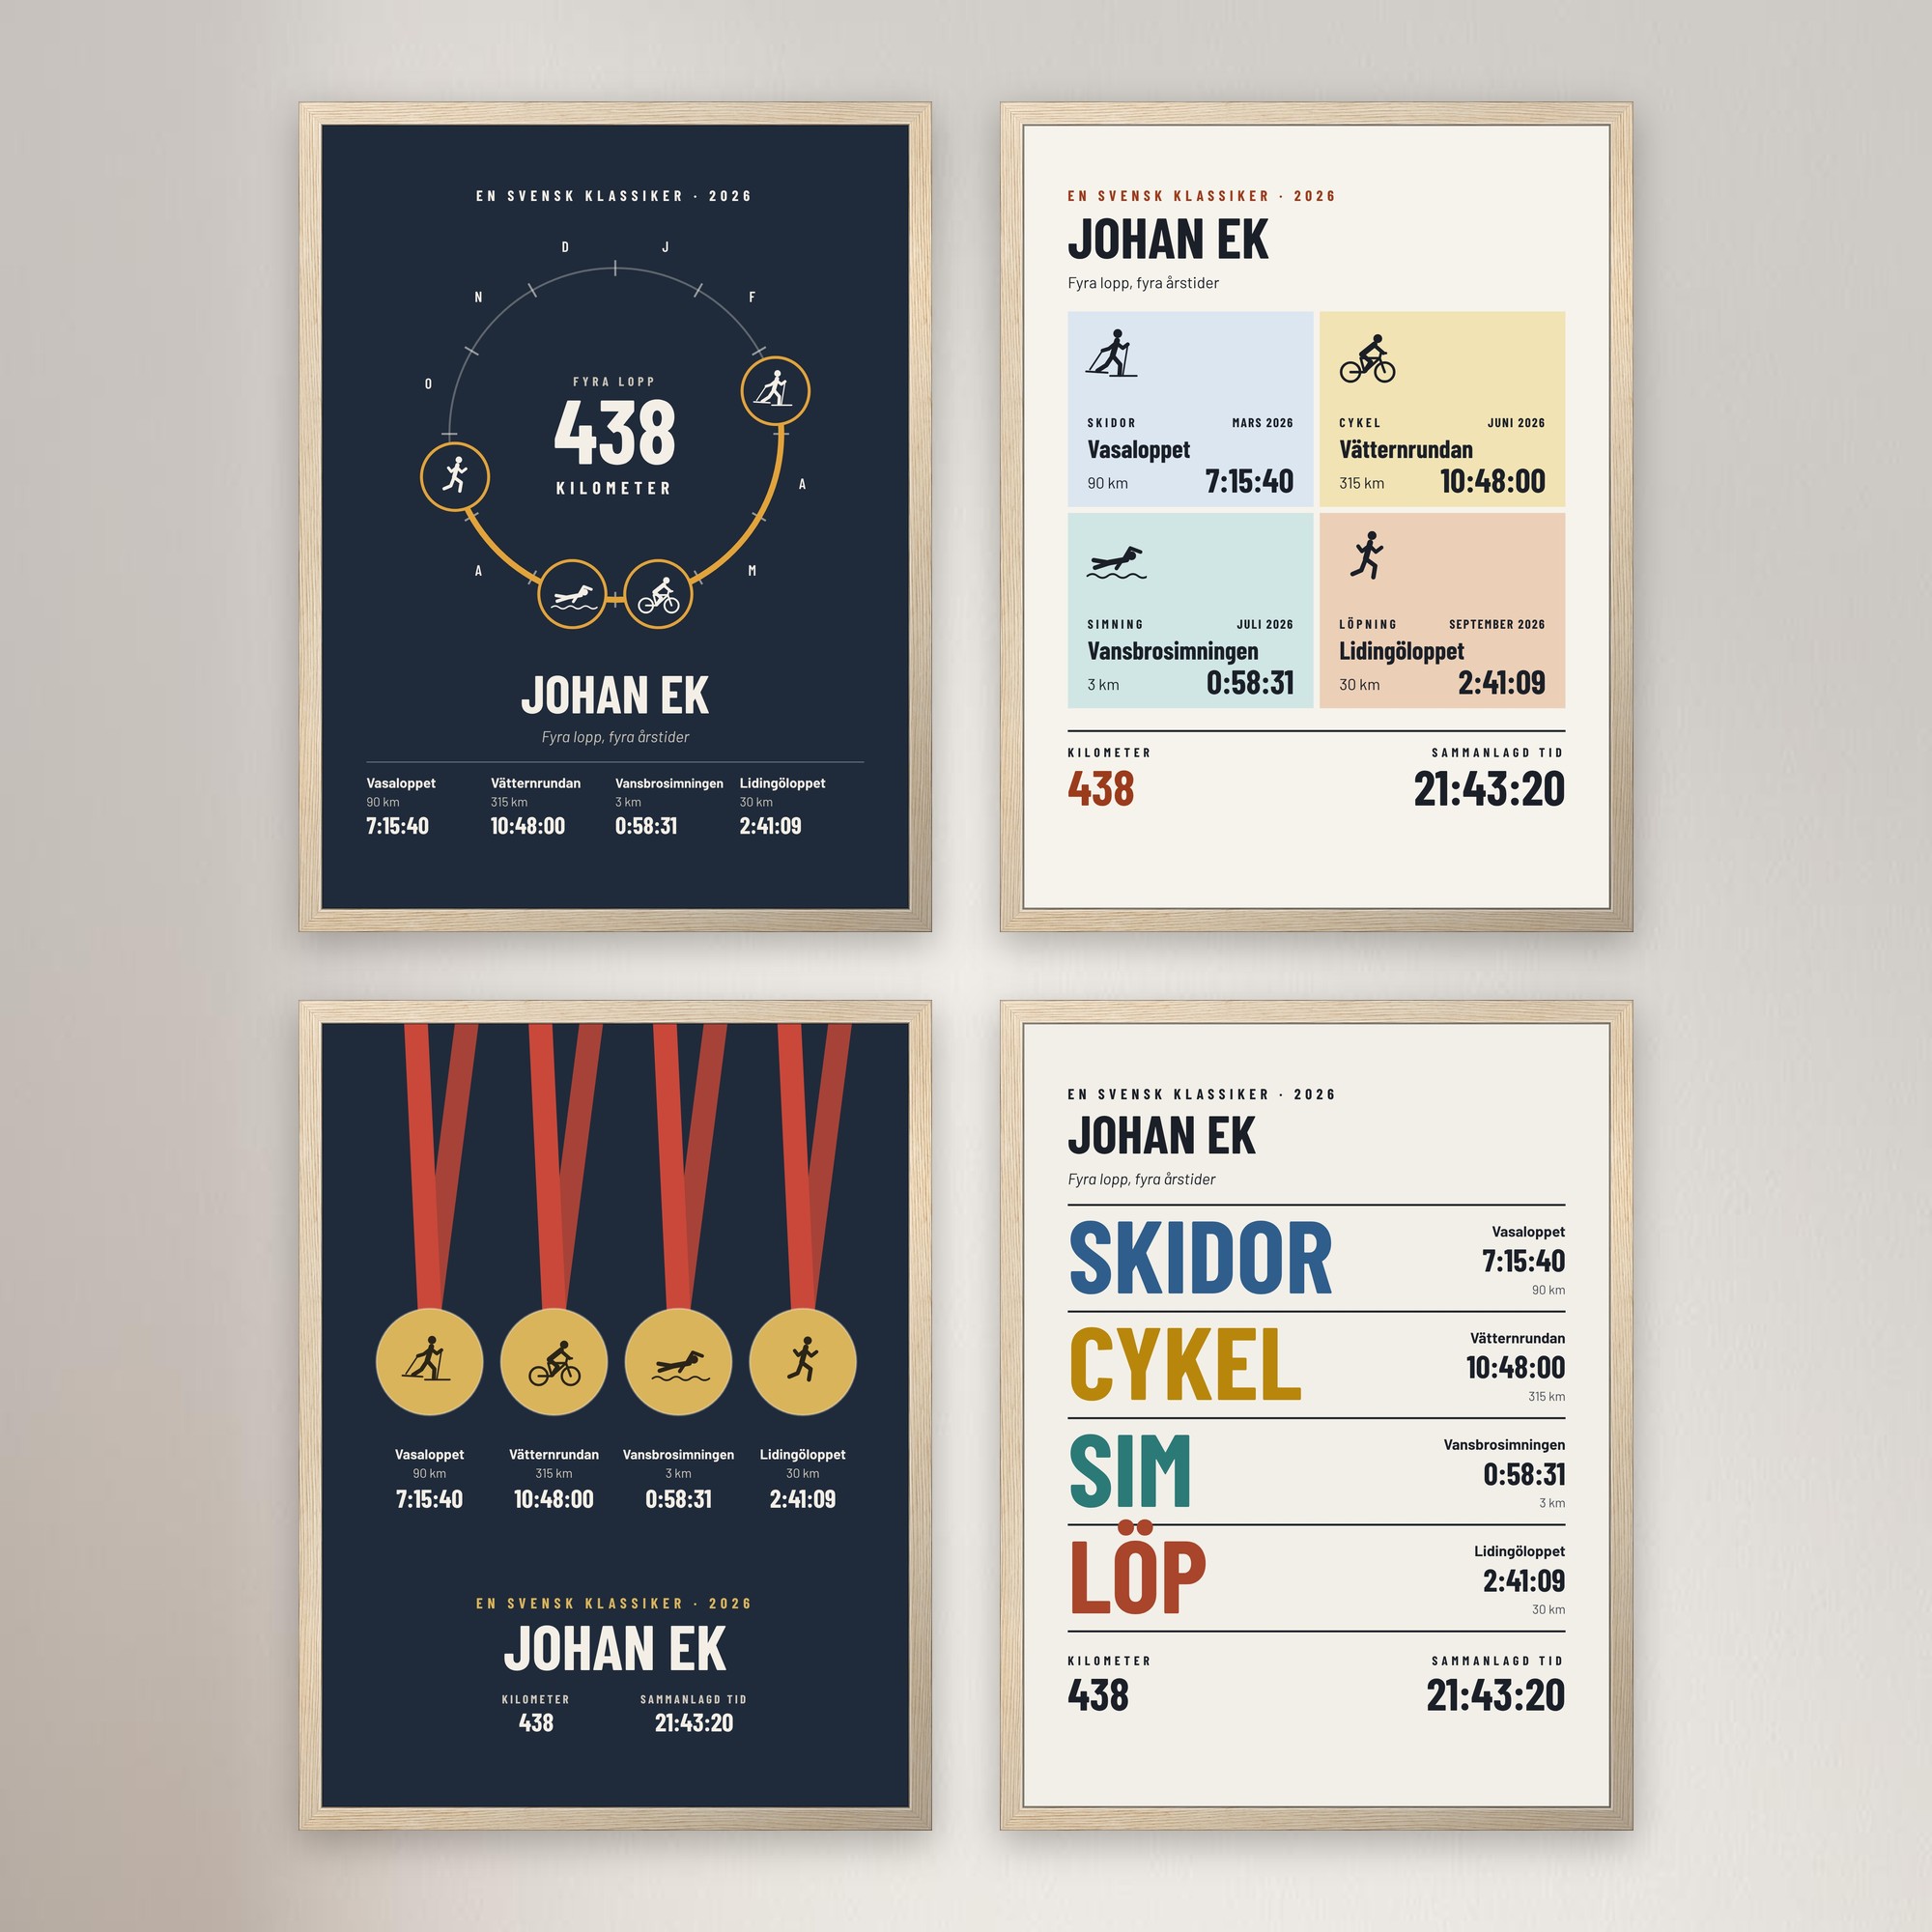 EN SVENSK KLASSIKER · 2026
D J
N F
O
FYRA LOPP
438
KILOMETER
A
A M
JOHAN EK
Fyra lopp, fyra årstider
Vasaloppet Vätternrundan Vansbrosimningen Lidingöloppet
90 km 315 km 3 km 30 km
7:15:40 10:48:00 0:58:31 2:41:09
EN SVENSK KLASSIKER · 2026
JOHAN EK
Fyra lopp, fyra årstider
SKIDOR MARS 2026
Vasaloppet
90 km 7:15:40
CYKEL JUNI 2026
Vätternrundan
315 km 10:48:00
SIMNING JULI 2026
Vansbrosimningen
3 km 0:58:31
LÖPNING SEPTEMBER 2026
Lidingöloppet
30 km 2:41:09
KILOMETER SAMMANLAGD TID
438 21:43:20
Vasaloppet Vätternrundan Vansbrosimningen Lidingöloppet
90 km 315 km 3 km 30 km
7:15:40 10:48:00 0:58:31 2:41:09
EN SVENSK KLASSIKER · 2026
JOHAN EK
KILOMETER SAMMANLAGD TID
438 21:43:20
EN SVENSK KLASSIKER · 2026
JOHAN EK
Fyra lopp, fyra årstider
SKIDOR
Vasaloppet
7:15:40
90 km
CYKEL
Vätternrundan
10:48:00
315 km
SIM
Vansbrosimningen
0:58:31
3 km
LÖP
Lidingöloppet
2:41:09
30 km
KILOMETER SAMMANLAGD TID
438 21:43:20